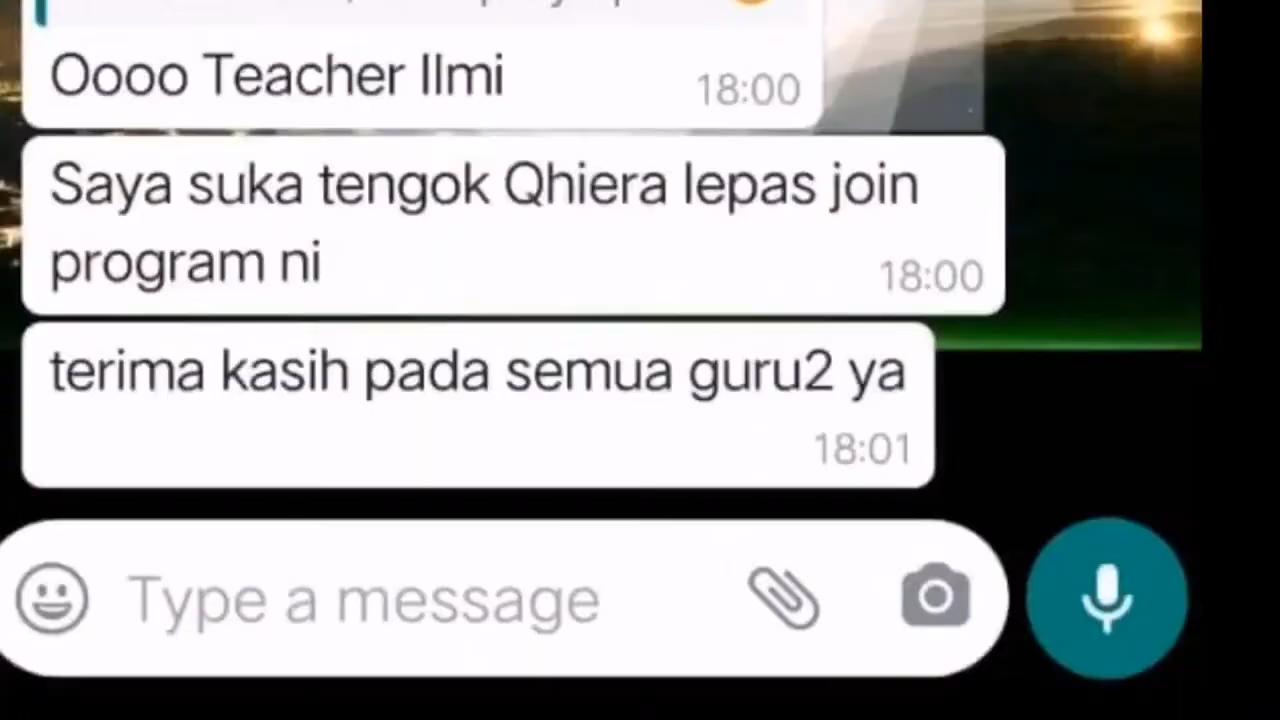 Oooo Teacher Ilmi
18:00
Saya suka tengok Qhiera lepas join
program ni
18:00
terima kasih pada semua guru2 ya
18:01
Type a message